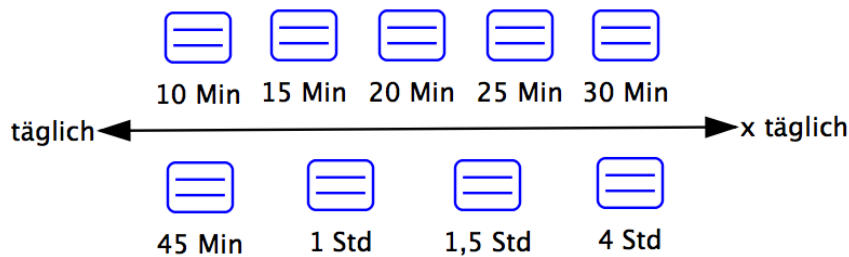 10 Min 15 Min 20 Min 25 Min 30 Min
täglich x täglich
45 Min 1 Std 1,5 Std 4 Std